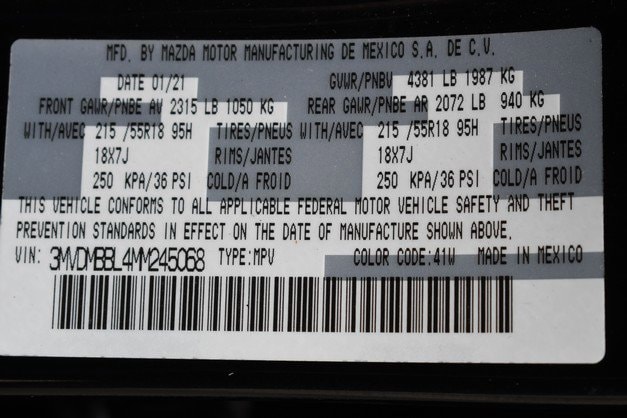 MFD. BY MAZDA MOTOR MANUFACTURING DE MEXICO S.A. DE C.V.
DATE 01/21 GVWR/PNBV 4381 LB 1987 KG
FRONT GAWR/PNBE AV 2315 LB 1050 KG REAR GAWR/PNBE AR 2072 LB 940 KG
WITH/AVEC 215 /55R18 95H TIRES/PNEUS WITH/AVEC 215 /55R18 95H TIRES/PNEUS
18X7J RIMS/JANTES 18X7J RIMS/JANTES
250 KPA/36 PSI COLD/A FROID 250 KPA/36 PSI COLD/A FROID
THIS VEHICLE CONFORMS TO ALL APPLICABLE FEDERAL MOTOR VEHICLE SAFETY AND THEFT
PREVENTION STANDARDS IN EFFECT ON THE DATE OF MANUFACTURE SHOWN ABOVE.
VIN: 3MVDMBBL4MM245068 TYPE:MPV COLOR CODE:41W MADE IN MEXICO